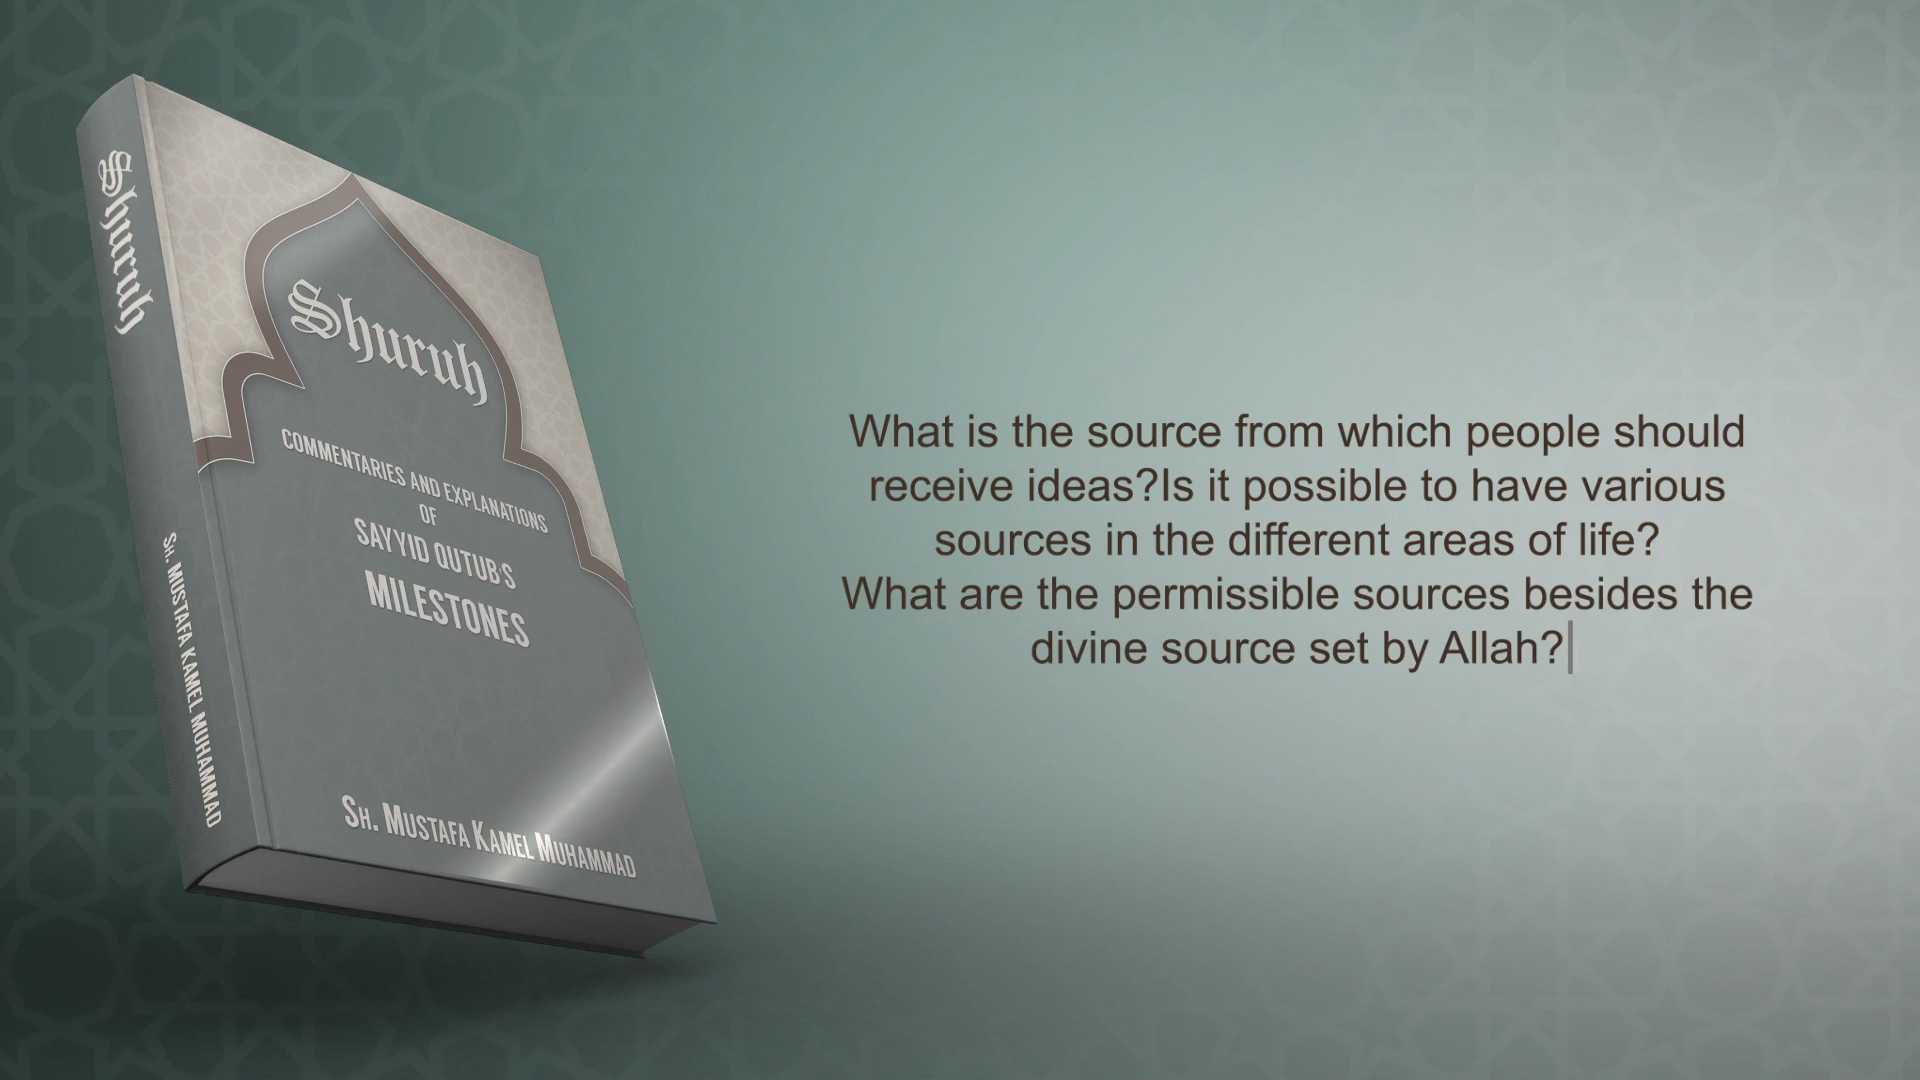 Shuruh
Sh. Mustafa Kamel Muhammad
Shuruh
Commentaries and Explanations
of
Sayyid Qutub's
Milestones
Sh. Mustafa Kamel Muhammad
What is the source from which people should
receive ideas?Is it possible to have various
sources in the different areas of life?
What are the permissible sources besides the
divine source set by Allah?